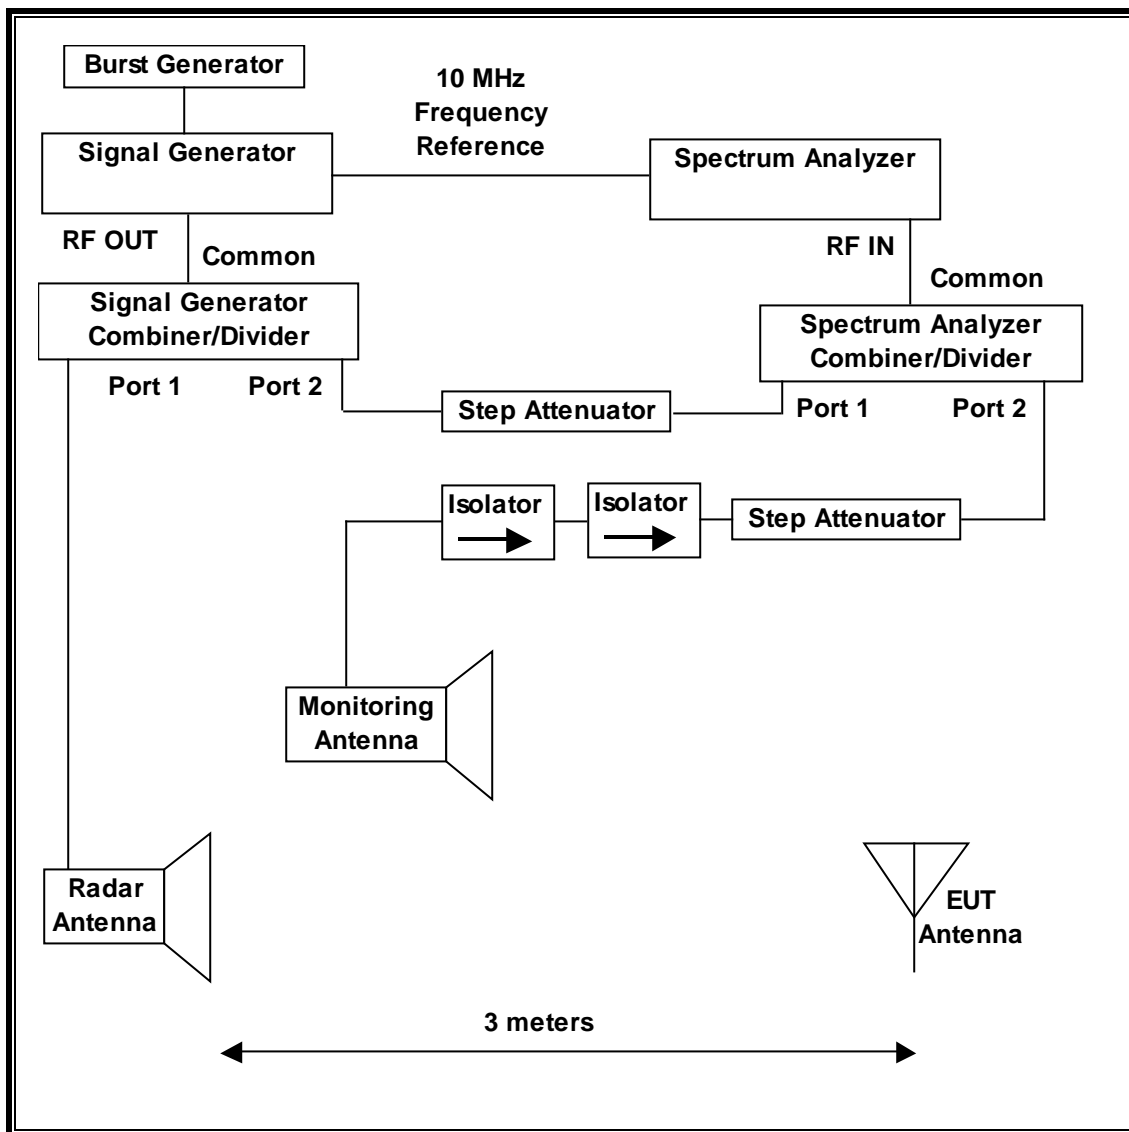 Burst Generator
10 MHz
Frequency
Reference
Signal Generator
Spectrum Analyzer
RF OUT
Common
RF IN
Common
Signal Generator
Combiner/Divider
Spectrum Analyzer
Combiner/Divider
Port 1
Port 2
Step Attenuator
Port 1
Port 2
Isolator
Isolator
Step Attenuator
Monitoring
Antenna
Radar
Antenna
EUT
Antenna
3 meters